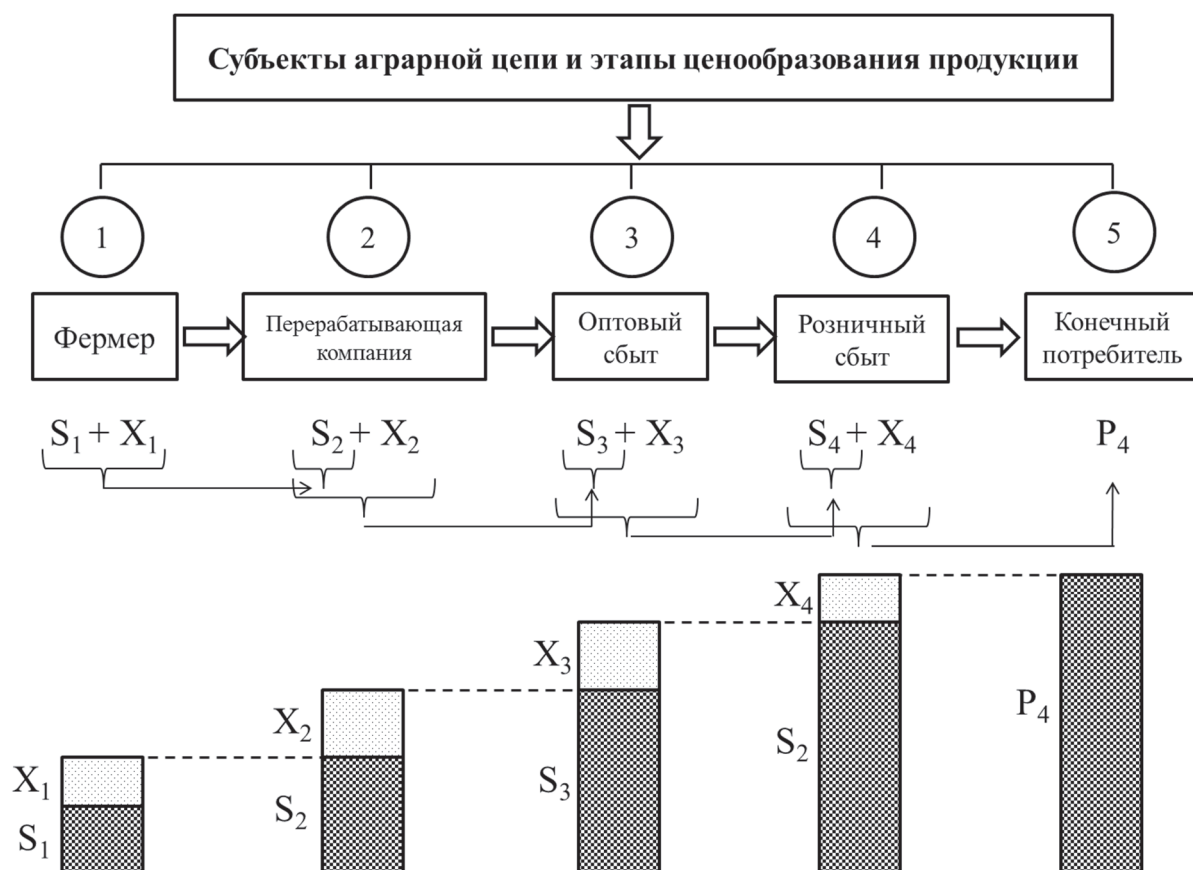 Субъекты аграрной цепи и этапы ценообразования продукции
1
2
3
4
5
Фермер
Перерабатывающая
компания
Оптовый
сбыт
Розничный
сбыт
Конечный
потребитель
S₁ + X₁
S₂ + X₂
S₃ + X₃
S₄ + X₄
P₄
X₁
S₁
X₂
S₂
X₃
S₃
X₄
S₂
P₄